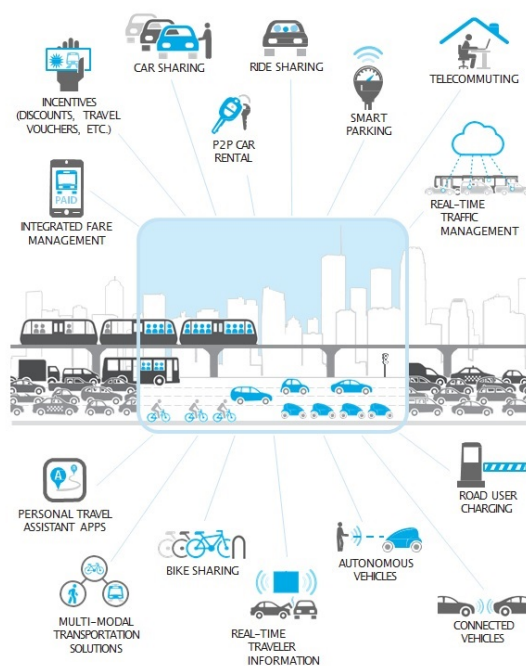 CAR SHARING
RIDE SHARING
TELECOMMUTING
INCENTIVES
(DISCOUNTS, TRAVEL
VOUCHERS, ETC.)
P2P CAR
RENTAL
SMART
PARKING
PAID
INTEGRATED FARE
MANAGEMENT
REAL-TIME
TRAFFIC
MANAGEMENT
A
PERSONAL TRAVEL
ASSISTANT APPS
ROAD USER
CHARGING
BIKE SHARING
AUTONOMOUS
VEHICLES
MULTI-MODAL
TRANSPORTATION
SOLUTIONS
REAL-TIME
TRAVELER
INFORMATION
CONNECTED
VEHICLES